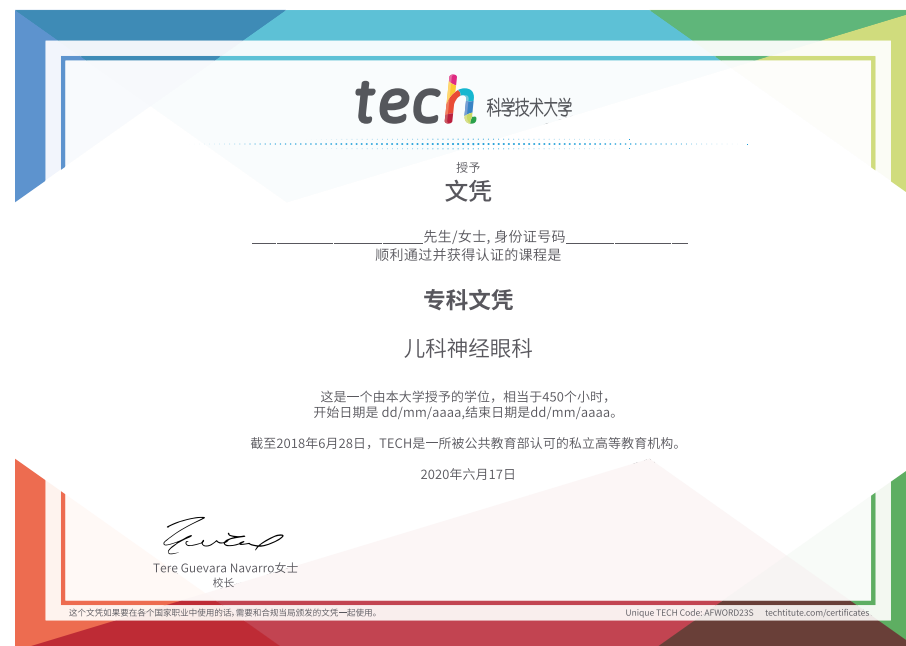 tech 科学技术大学
授予
文凭
____________________先生/女士, 身份证号码_______________
顺利通过并获得认证的课程是
专科文凭
儿科神经眼科
这是一个由本大学授予的学位，相当于450个小时，
开始日期是 dd/mm/aaaa,结束日期是dd/mm/aaaa。
截至2018年6月28日，TECH是一所被公共教育部认可的私立高等教育机构。
2020年六月17日
Tere Guevara Navarro女士
校长
这个文凭如果要在各个国家职业中使用的话,需要和合规当局颁发的文凭一起使用。
Unique TECH Code: AFWORD23S techtitute.com/certificates